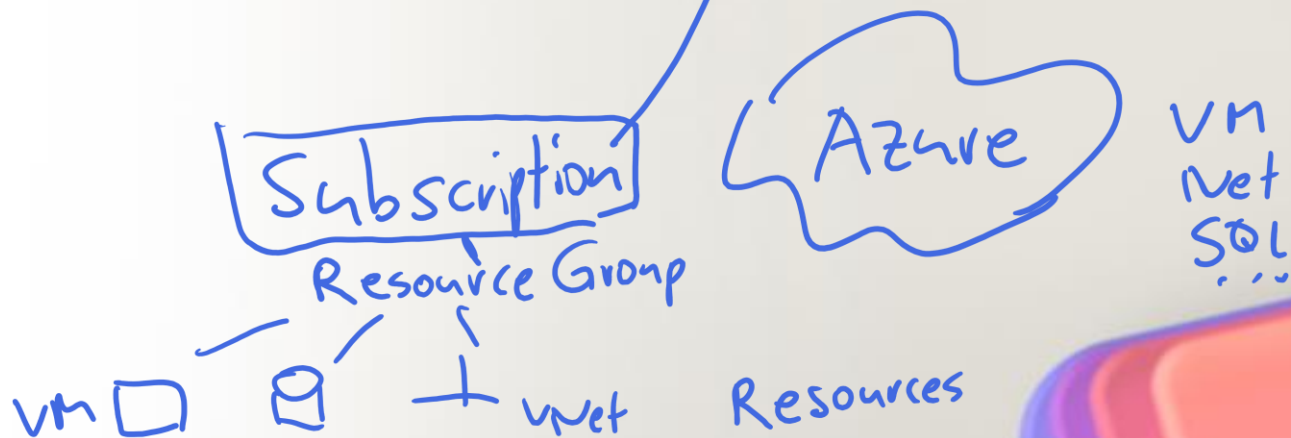 Subscription
Azure
VM
Net
SQL
...
Resource Group
VM
vNet
Resources